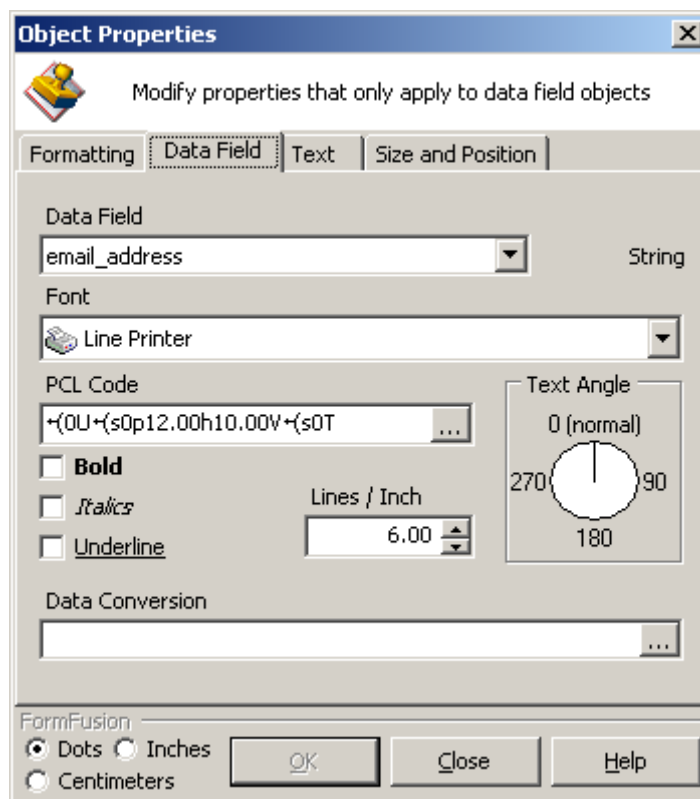 Object Properties
Modify properties that only apply to data field objects
Formatting Data Field Text Size and Position
Data Field
email_address String
Font
Line Printer
PCL Code Text Angle
←(0U←(s0p12.00h10.00V←(s0T ... 0 (normal)
Bold
270 90
Italics Lines / Inch
6.00
Underline 180
Data Conversion
...
FormFusion
Dots Inches OK Close Help
Centimeters